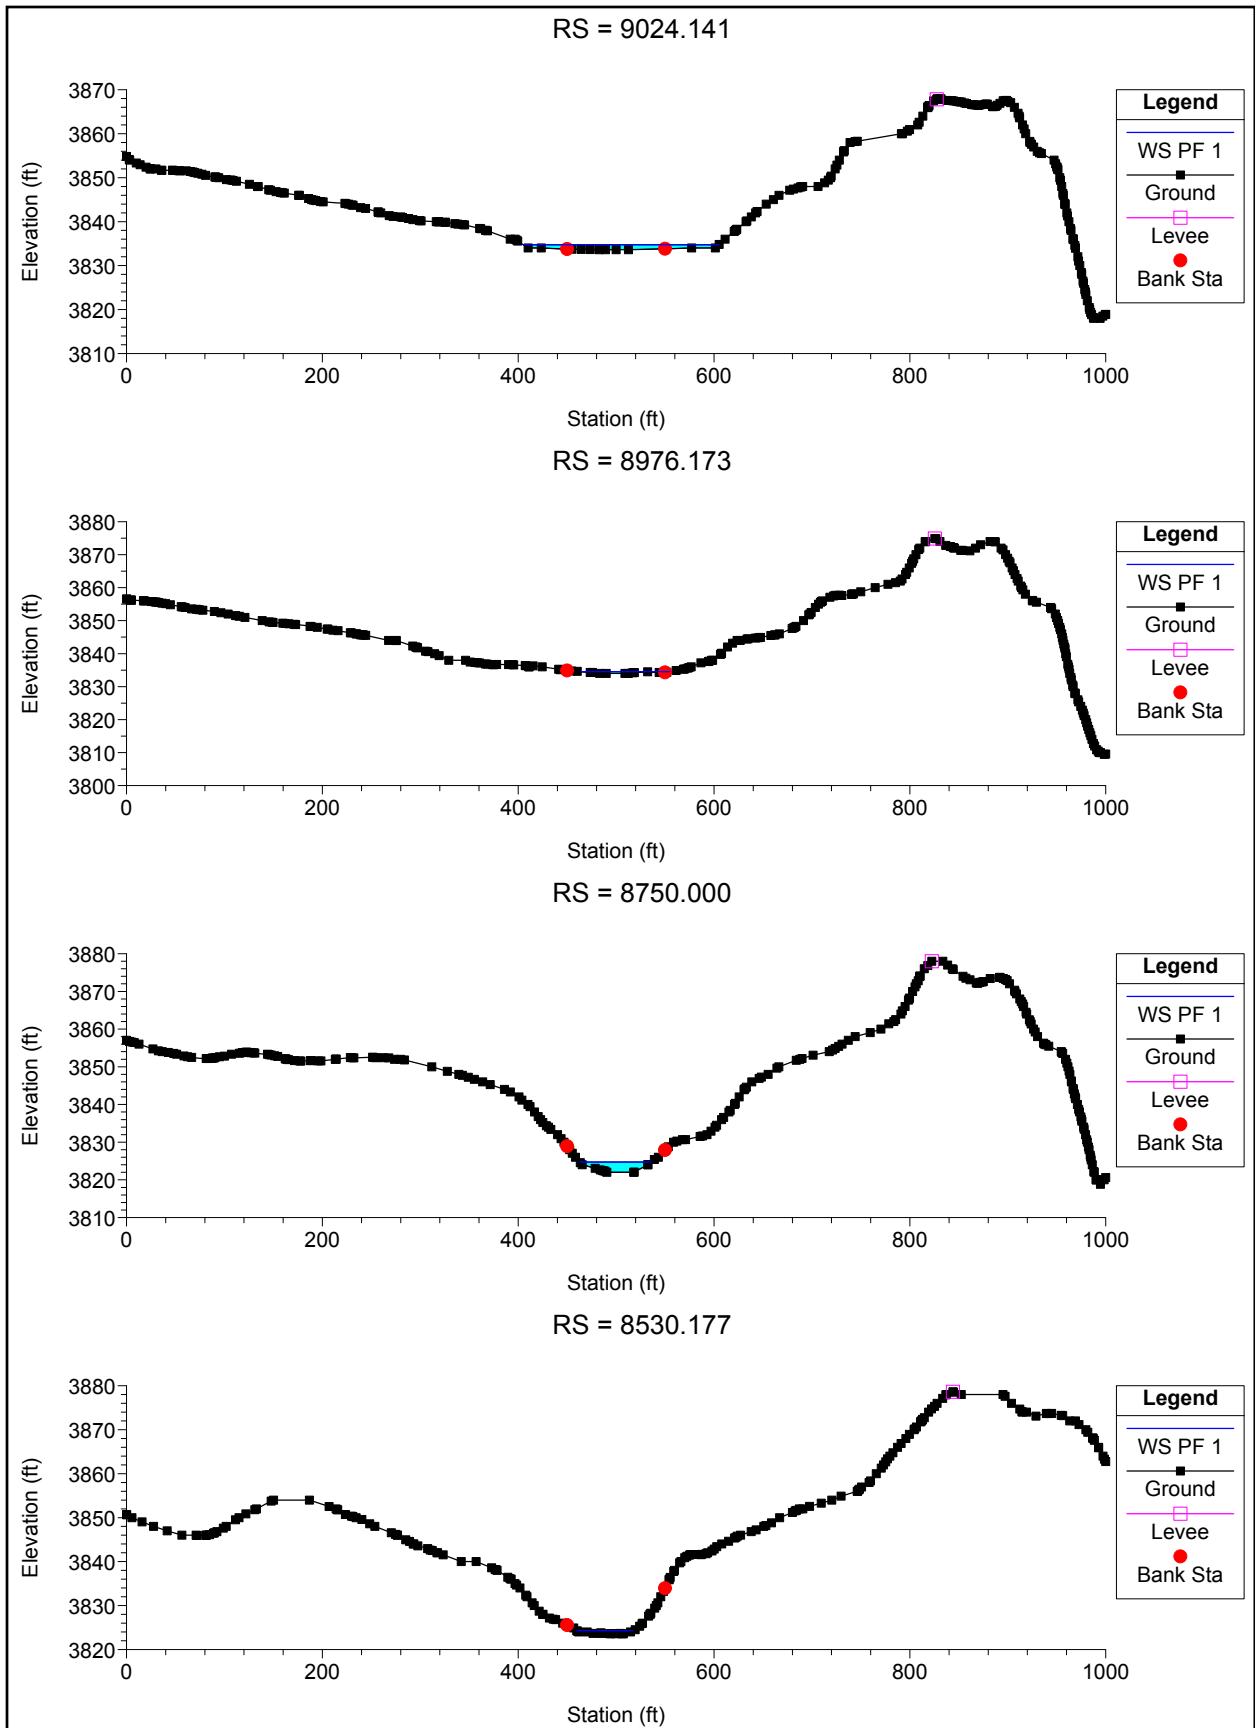 RS = 9024.141
3870
3860
3850
3840
3830
3820
3810
Elevation (ft)
0 200 400 600 800 1000
Station (ft)
Legend
WS PF 1
Ground
Levee
Bank Sta
RS = 8976.173
3880
3870
3860
3850
3840
3830
3820
3810
3800
Elevation (ft)
0 200 400 600 800 1000
Station (ft)
Legend
WS PF 1
Ground
Levee
Bank Sta
RS = 8750.000
3880
3870
3860
3850
3840
3830
3820
3810
Elevation (ft)
0 200 400 600 800 1000
Station (ft)
Legend
WS PF 1
Ground
Levee
Bank Sta
RS = 8530.177
3880
3870
3860
3850
3840
3830
3820
Elevation (ft)
0 200 400 600 800 1000
Station (ft)
Legend
WS PF 1
Ground
Levee
Bank Sta